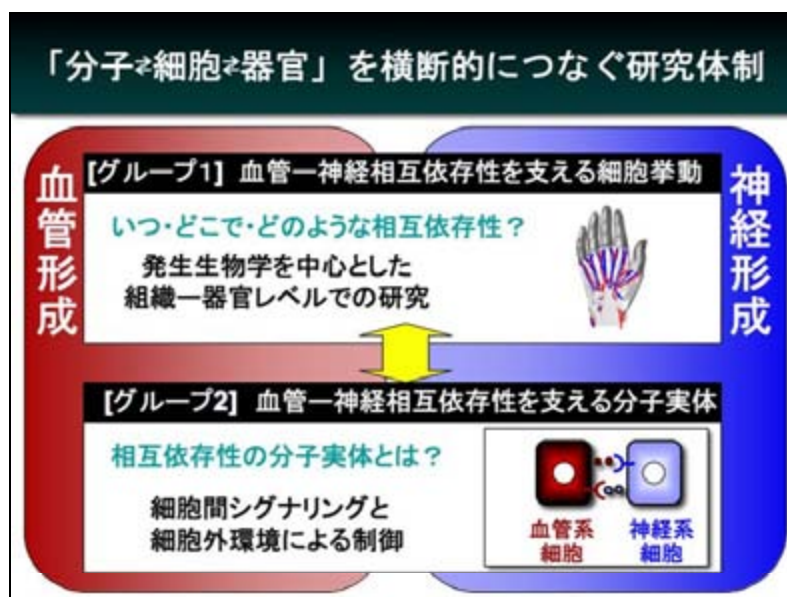 「分子⇄細胞⇄器官」を横断的につなぐ研究体制
血管形成
[グループ1] 血管ー神経相互依存性を支える細胞挙動
いつ・どこで・どのような相互依存性？
発生生物学を中心とした
組織ー器官レベルでの研究
神経形成
[グループ2] 血管ー神経相互依存性を支える分子実体
相互依存性の分子実体とは？
細胞間シグナリングと
細胞外環境による制御
血管系
細胞
神経系
細胞